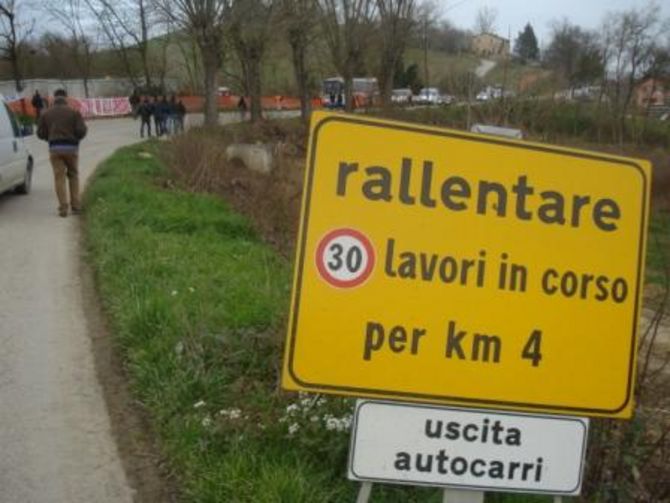 rallentare
30 lavori in corso
per km 4
uscita
autocarri